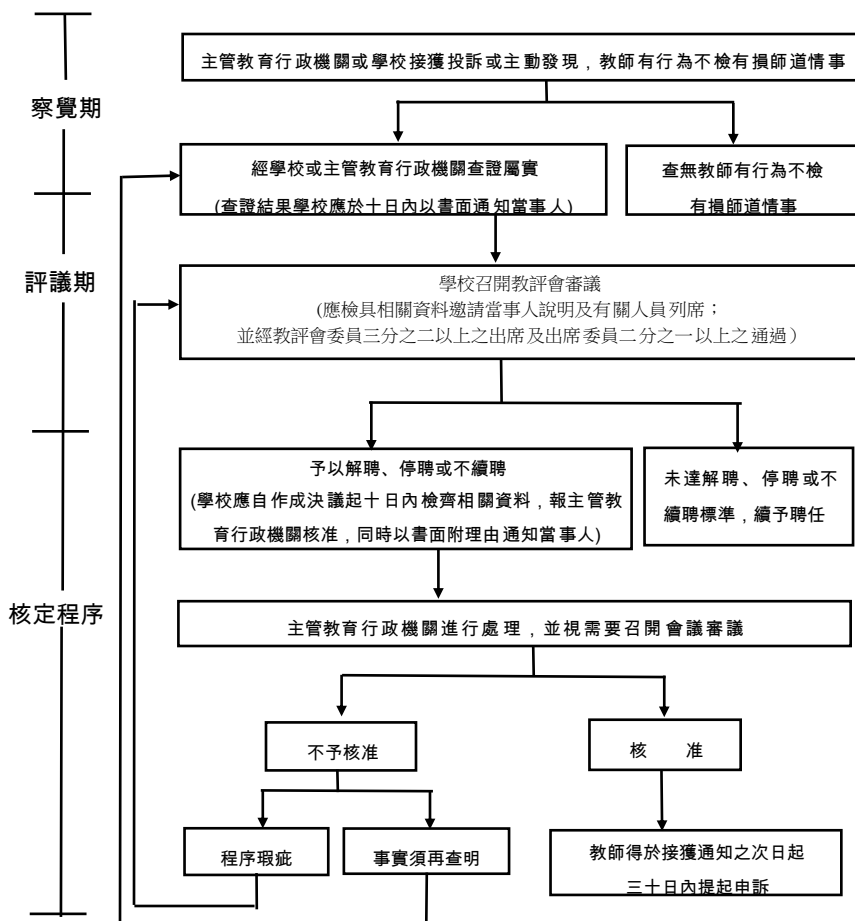 主管教育行政機關或學校接獲投訴或主動發現，教師有行為不檢有損師道情事
察覺期
經學校或主管教育行政機關查證屬實
(查證結果學校應於十日內以書面通知當事人)
查無教師有行為不檢
有損師道情事
評議期
學校召開教評會審議
(應檢具相關資料邀請當事人說明及有關人員列席；
並經教評會委員三分之二以上之出席及出席委員二分之一以上之通過)
予以解聘、停聘或不續聘
(學校應自作成決議起十日內檢齊相關資料，報主管教
育行政機關核准，同時以書面附理由通知當事人)
未達解聘、停聘或不
續聘標準，續予聘任
核定程序
主管教育行政機關進行處理，並視需要召開會議審議
不予核准
核　　准
程序瑕疵
事實須再查明
教師得於接獲通知之次日起
三十日內提起申訴